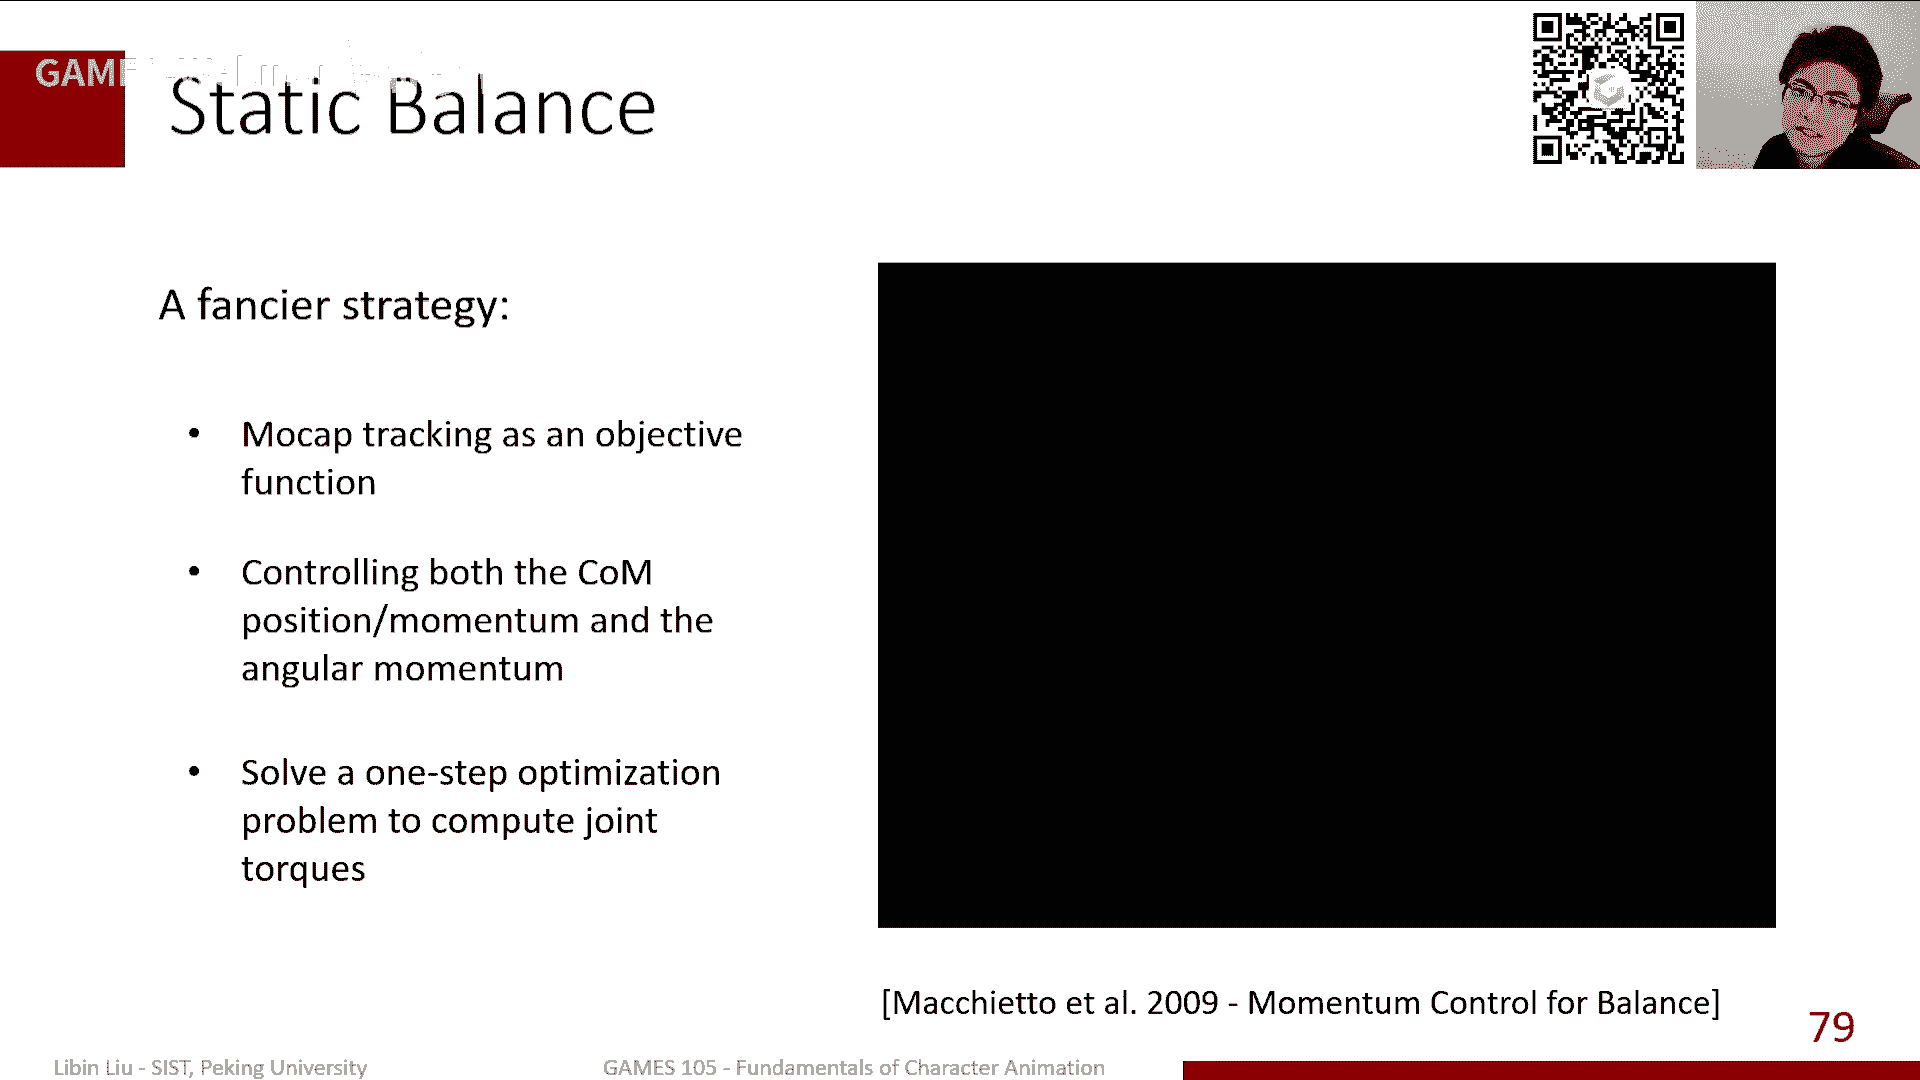 GAME
Static Balance
A fancier strategy:
• Mocap tracking as an objective
function
• Controlling both the CoM
position/momentum and the
angular momentum
• Solve a one-step optimization
problem to compute joint
torques
[Macchietto et al. 2009 - Momentum Control for Balance]
79
Libin Liu - SIST, Peking University
GAMES 105 - Fundamentals of Character Animation